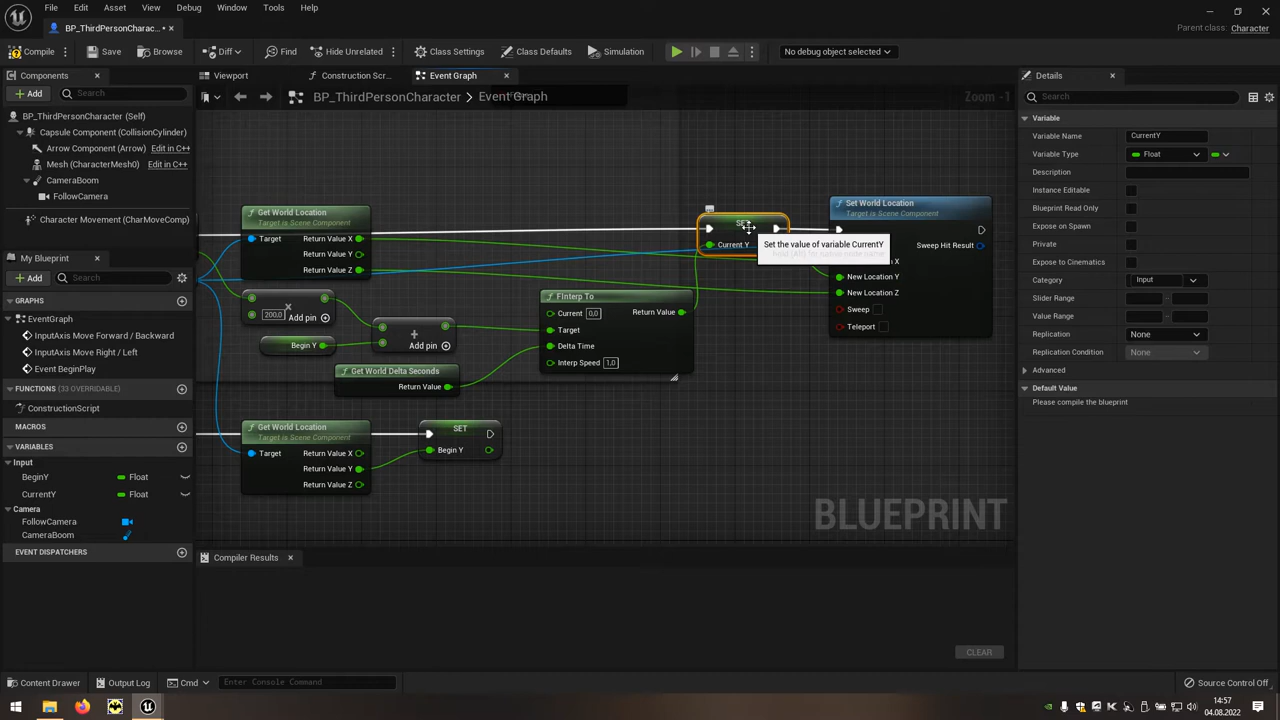 File Edit Asset View Debug Window Tools Help
BP_ThirdPersonCharac...
Parent class: Character
Compile Save Browse Diff Find Hide Unrelated Class Settings Class Defaults Simulation No debug object selected
Components Viewport Construction Scr... Event Graph Details
Add Search
BP_ThirdPersonCharacter > Event Graph Zoom -1
Search
BP_ThirdPersonCharacter (Self)
Capsule Component (CollisionCylinder)
Arrow Component (Arrow) Edit in C++
Mesh (CharacterMesh0) Edit in C++
CameraBoom
FollowCamera
Character Movement (CharMoveComp)
My Blueprint
Add Search
GRAPHS
EventGraph
InputAxis Move Forward / Backward
InputAxis Move Right / Left
Event BeginPlay
FUNCTIONS (33 OVERRIDABLE)
ConstructionScript
MACROS
VARIABLES
Input
BeginY Float
CurrentY Float
Camera
FollowCamera
CameraBoom
EVENT DISPATCHERS
Get World Location
Target is Scene Component
Target Return Value X
Return Value Y
Return Value Z
200.0 Add pin
Begin Y
Add pin
Get World Delta Seconds
Return Value
FInterp To
Current 0,0 Return Value
Target
Delta Time
Interp Speed 1,0
SET
Current Y
Set the value of variable CurrentY
Set World Location
Target is Scene Component
Sweep Hit Result
X
New Location Y
New Location Z
Sweep
Teleport
Get World Location
Target is Scene Component
Target Return Value X
Return Value Y
Return Value Z
SET
Begin Y
BLUEPRINT
Variable
Variable Name CurrentY
Variable Type Float
Description
Instance Editable
Blueprint Read Only
Expose on Spawn
Private
Expose to Cinematics
Category Input
Slider Range
Value Range
Replication None
Replication Condition None
Advanced
Default Value
Please compile the blueprint
Compiler Results
CLEAR
Content Drawer Output Log Cmd Enter Console Command Source Control Off
14:57
04.08.2022